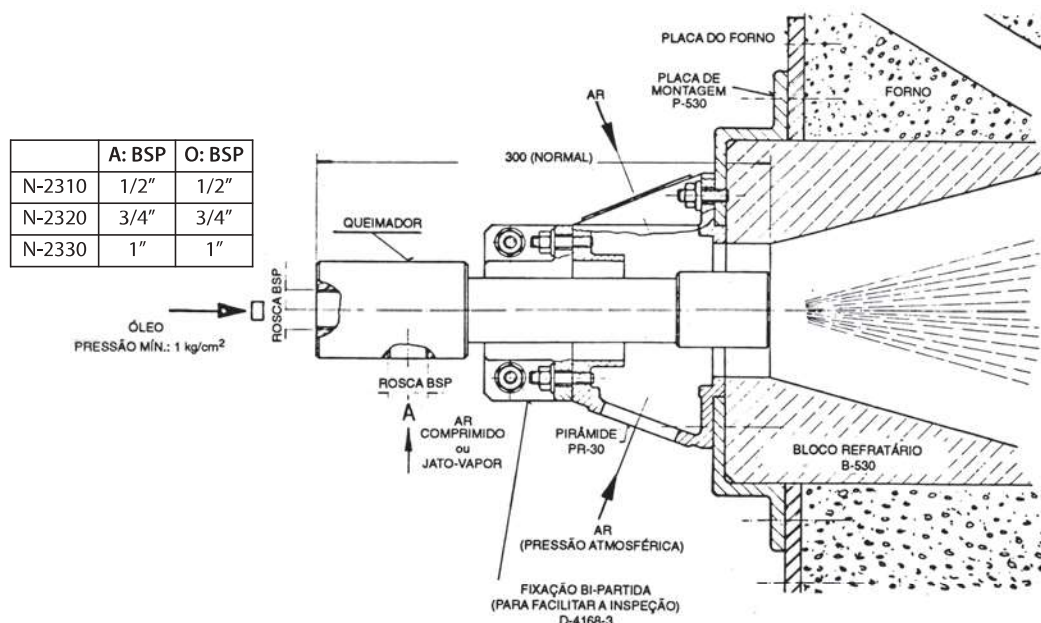 A: BSP O: BSP
N-2310 1/2" 1/2"
N-2320 3/4" 3/4"
N-2330 1" 1"
PLACA DO FORNO
PLACA DE
MONTAGEM
P-530
FORNO
AR
300 (NORMAL)
QUEIMADOR
ROSCA BSP
ÓLEO
PRESSÃO MÍN.: 1 kg/cm²
ROSCA BSP
A
AR
COMPRIMIDO
ou
JATO-VAPOR
PIRÂMIDE
PR-30
BLOCO REFRATÁRIO
B-530
AR
(PRESSÃO ATMOSFÉRICA)
FIXAÇÃO BI-PARTIDA
(PARA FACILITAR A INSPEÇÃO)
D-4168-3